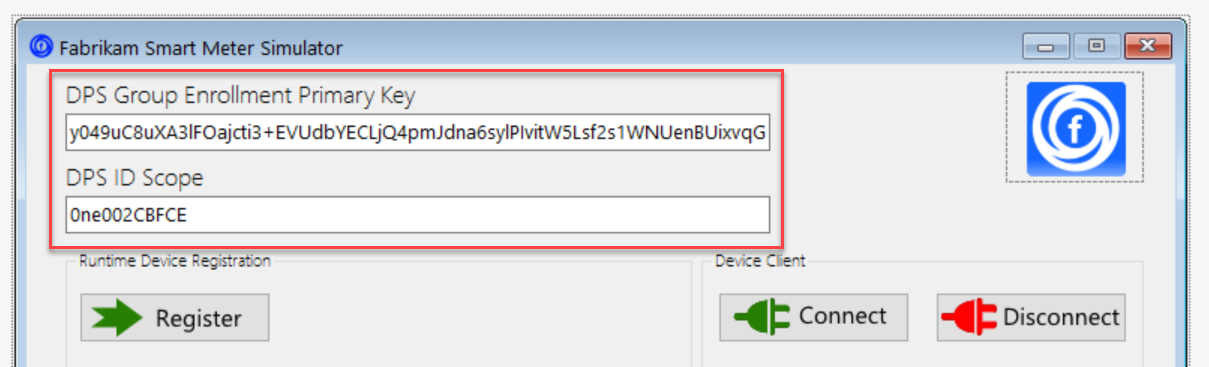 Fabrikam Smart Meter Simulator
DPS Group Enrollment Primary Key
y049uC8uXA3lFOajcti3+EVUdbYECLjQ4pmJdna6sylPIvitW5Lsf2s1WNUenBUixvqG
DPS ID Scope
0ne002CBFCE
Runtime Device Registration
Device Client
Register
Connect
Disconnect